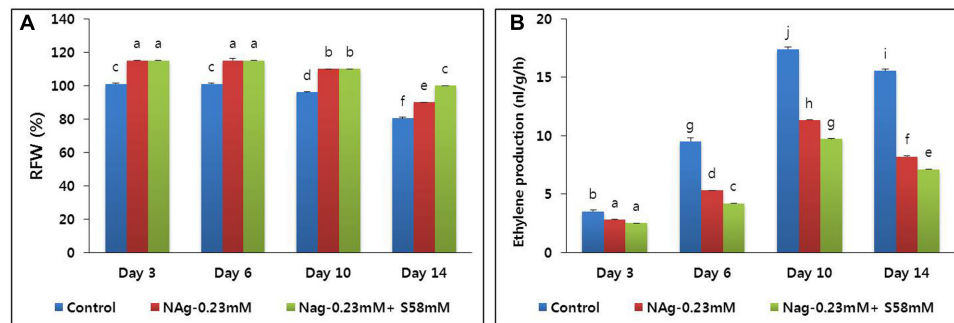 A
RFW (%)
140
120
100
80
60
40
20
0
c a a
c a a
d b b
f e c
Day 3 Day 6 Day 10 Day 14
Control NAg-0.23mM Nag-0.23mM+ S58mM
B
Ethylene production (nl/g/h)
20
15
10
5
0
b a a
g d c
j h g
i f e
Day 3 Day 6 Day 10 Day 14
Control NAg-0.23mM Nag-0.23mM+ S58mM